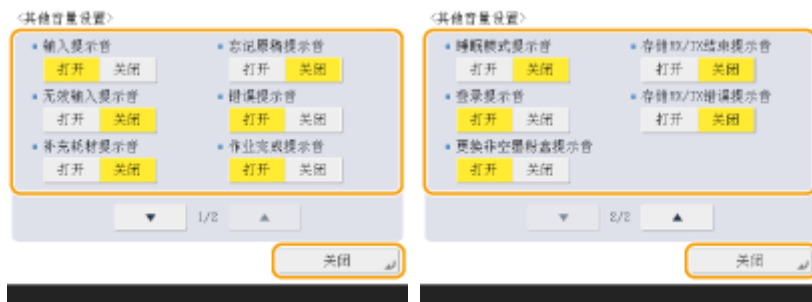 <其他音量设置>
输入提示音 忘记原稿提示音
打开 关闭 打开 关闭
无效输入提示音 错误提示音
打开 关闭 打开 关闭
补充耗材提示音 作业完成提示音
打开 关闭 打开 关闭
1/2
关闭
<其他音量设置>
睡眠模式提示音 存储RX/TX结束提示音
打开 关闭 打开 关闭
登录提示音 存储RX/TX错误提示音
打开 关闭 打开 关闭
更换非空墨粉盒提示音
打开 关闭
2/2
关闭